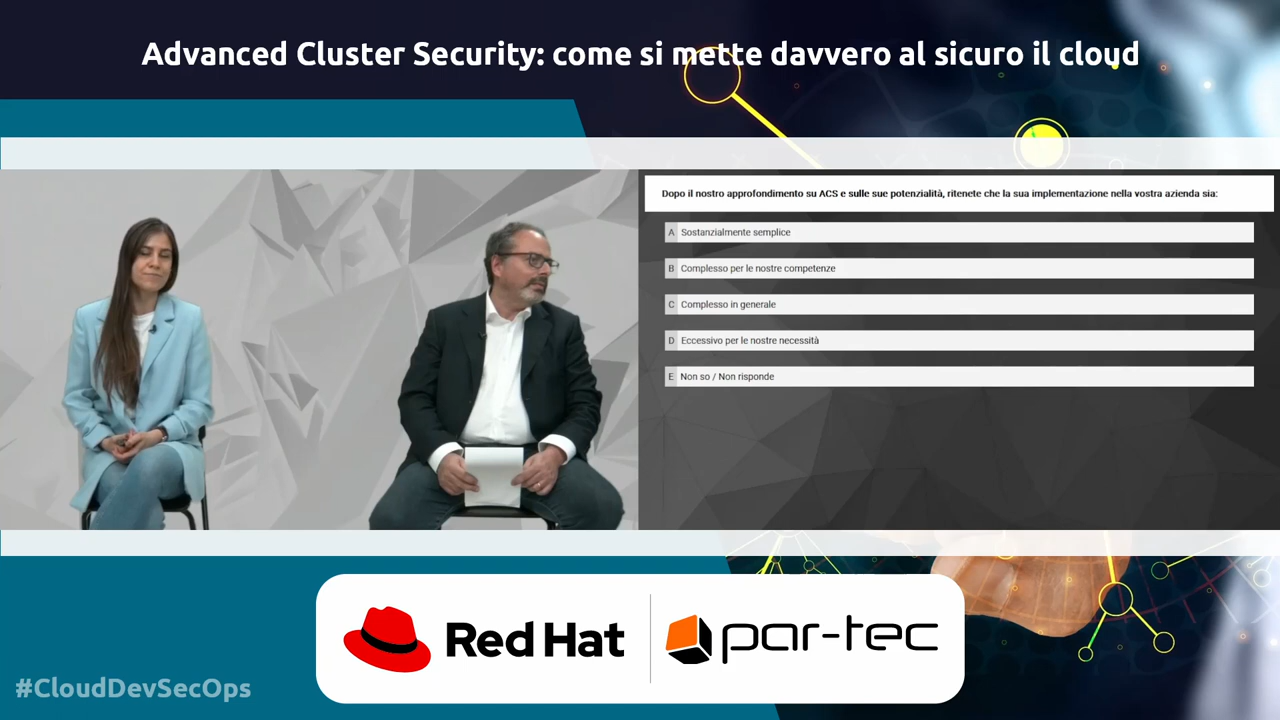 Advanced Cluster Security: come si mette davvero al sicuro il cloud
Dopo il nostro approfondimento su ACS e sulle sue potenzialità, ritenete che la sua implementazione nella vostra azienda sia:
A Sostanzialmente semplice
B Complesso per le nostre competenze
C Complesso in generale
D Eccessivo per le nostre necessità
E Non so / Non risponde
Red Hat
par-tec
#CloudDevSecOps